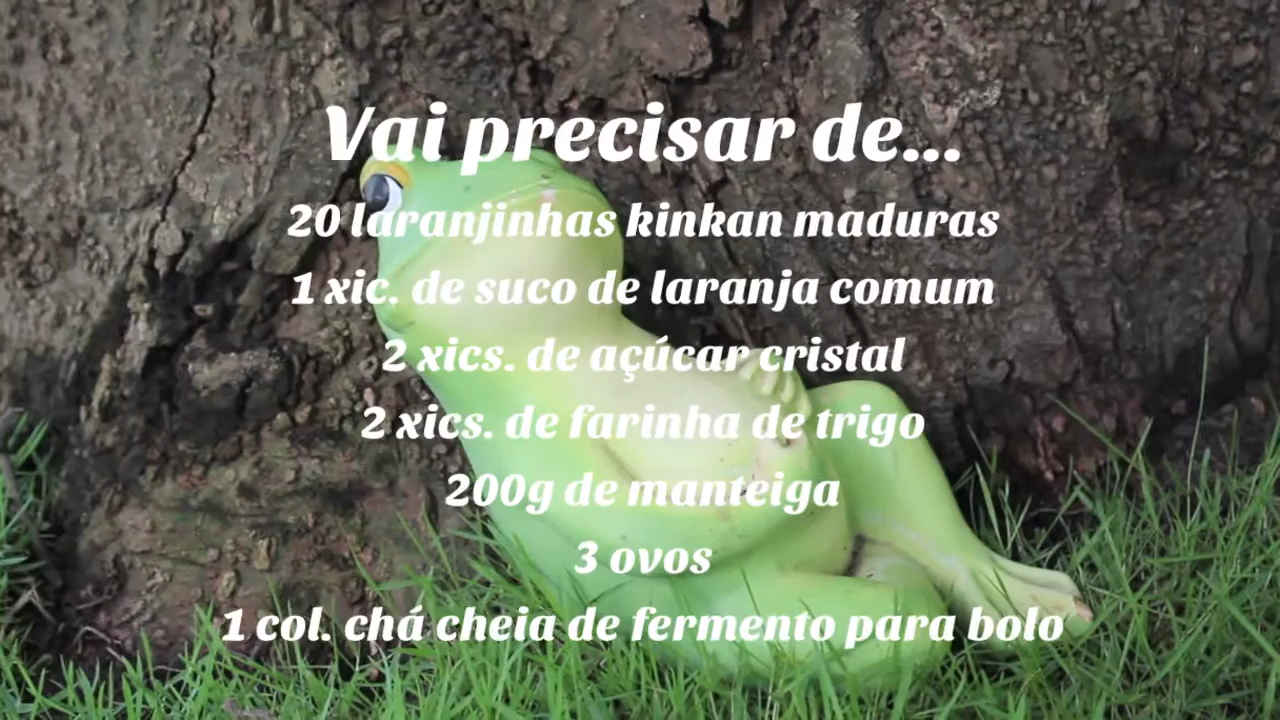 Vai precisar de...
20 laranjinhas kinkan maduras
1 xic. de suco de laranja comum
2 xics. de açúcar cristal
2 xics. de farinha de trigo
200g de manteiga
3 ovos
1 col. chá cheia de fermento para bolo